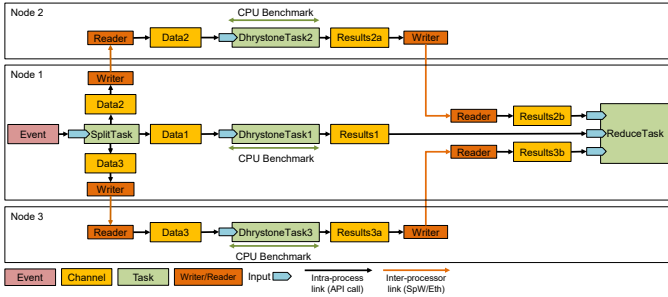 Node 2
CPU Benchmark
Reader
Data2
DhrystoneTask2
Results2a
Writer
Node 1
Writer
Data2
Reader
Results2b
Event
SplitTask
Data1
DhrystoneTask1
Results1
ReduceTask
CPU Benchmark
Data3
Reader
Results3b
Writer
Node 3
Reader
Data3
DhrystoneTask3
Results3a
Writer
CPU Benchmark
Event
Channel
Task
Writer/Reader
Input
Intra-process
link (API call)
Inter-processor
link (SpW/Eth)